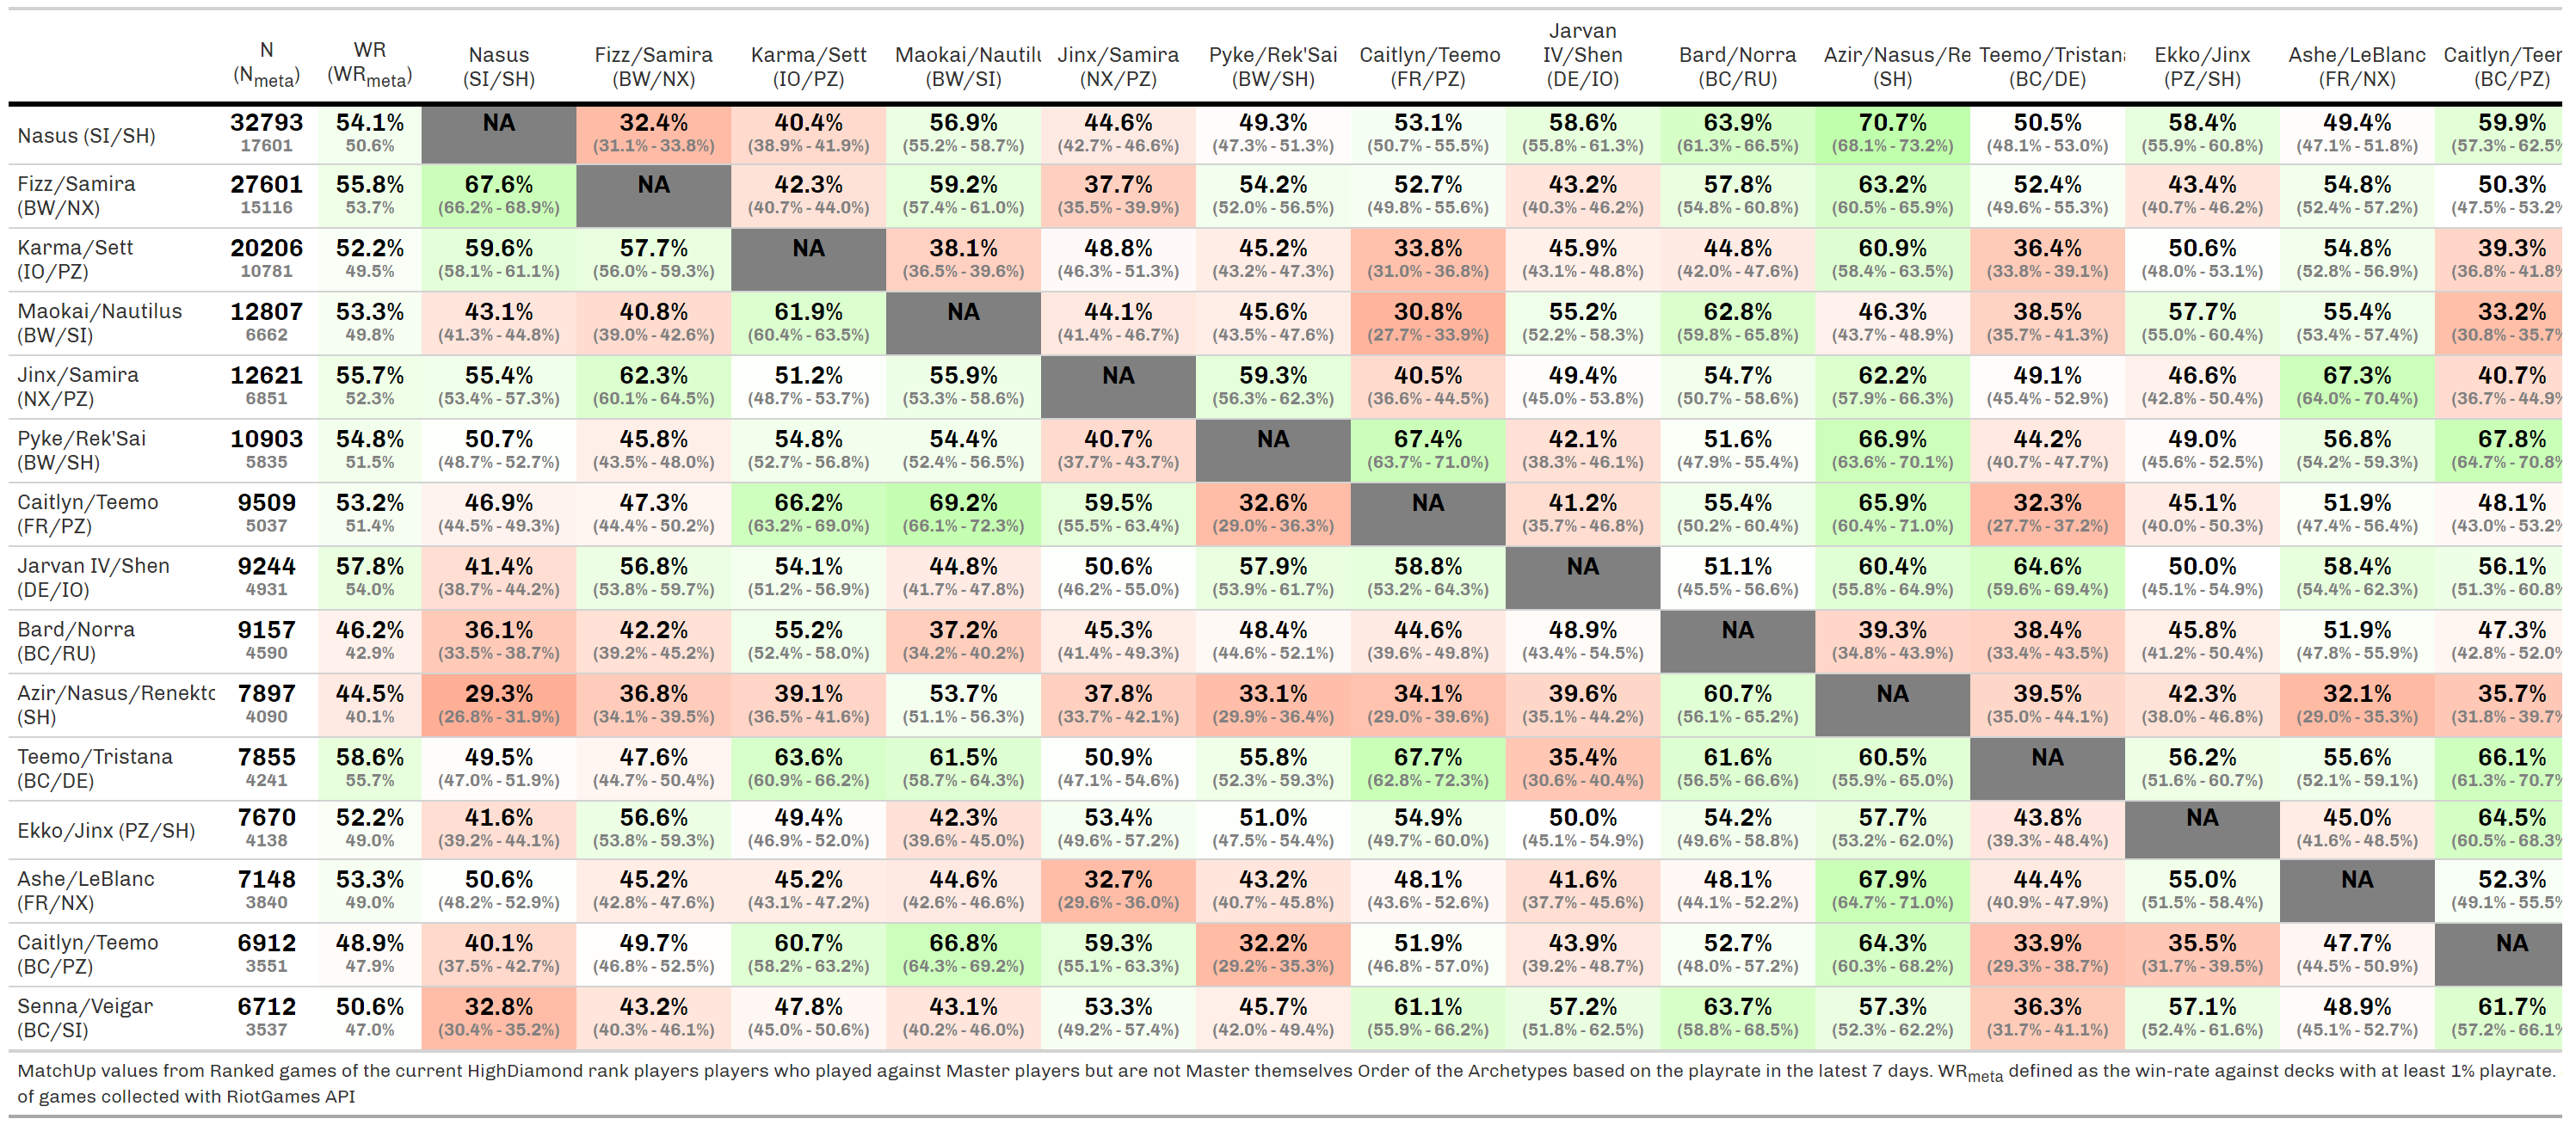 Jarvan
N WR Nasus Fizz/Samira Karma/Sett Maokai/Nautilu Jinx/Samira Pyke/Rek'Sai Caitlyn/Teemo IV/Shen Bard/Norra Azir/Nasus/Re Teemo/Tristana Ekko/Jinx Ashe/LeBlanc Caitlyn/Teer
(Nmeta) (WRmeta) (SI/SH) (BW/NX) (IO/PZ) (BW/SI) (NX/PZ) (BW/SH) (FR/PZ) (DE/IO) (BC/RU) (SH) (BC/DE) (PZ/SH) (FR/NX) (BC/PZ)
Nasus (SI/SH) 32793 54.1% NA 32.4% 40.4% 56.9% 44.6% 49.3% 53.1% 58.6% 63.9% 70.7% 50.5% 58.4% 49.4% 59.9%
17601 50.6% (31.1% - 33.8%) (38.9% - 41.9%) (55.2% - 58.7%) (42.7% - 46.6%) (47.3% - 51.3%) (50.7% - 55.5%) (55.8% - 61.3%) (61.3% - 66.5%) (68.1% - 73.2%) (48.1% - 53.0%) (55.9% - 60.8%) (47.1% - 51.8%) (57.3% - 62.5%
Fizz/Samira 27601 55.8% 67.6% NA 42.3% 59.2% 37.7% 54.2% 52.7% 43.2% 57.8% 63.2% 52.4% 43.4% 54.8% 50.3%
(BW/NX) 15116 53.7% (66.2% - 68.9%) (40.7% - 44.0%) (57.4% - 61.0%) (35.5% - 39.9%) (52.0% - 56.5%) (49.8% - 55.6%) (40.3% - 46.2%) (54.8% - 60.8%) (60.5% - 65.9%) (49.6% - 55.3%) (40.7% - 46.2%) (52.4% - 57.2%) (47.5% - 53.2%
Karma/Sett 20206 52.2% 59.6% 57.7% NA 38.1% 48.8% 45.2% 33.8% 45.9% 44.8% 60.9% 36.4% 50.6% 54.8% 39.3%
(IO/PZ) 10781 49.5% (58.1% - 61.1%) (56.0% - 59.3%) (36.5% - 39.6%) (46.3% - 51.3%) (43.2% - 47.3%) (31.0% - 36.8%) (43.1% - 48.8%) (42.0% - 47.6%) (58.4% - 63.5%) (33.8% - 39.1%) (48.0% - 53.1%) (52.8% - 56.9%) (36.8% - 41.8%
Maokai/Nautilus 12807 53.3% 43.1% 40.8% 61.9% NA 44.1% 45.6% 30.8% 55.2% 62.8% 46.3% 38.5% 57.7% 55.4% 33.2%
(BW/SI) 6662 49.8% (41.3% - 44.8%) (39.0% - 42.6%) (60.4% - 63.5%) (41.4% - 46.7%) (43.5% - 47.6%) (27.7% - 33.9%) (52.2% - 58.3%) (59.8% - 65.8%) (43.7% - 48.9%) (35.7% - 41.3%) (55.0% - 60.4%) (53.4% - 57.4%) (30.8% - 35.7%
Jinx/Samira 12621 55.7% 55.4% 62.3% 51.2% 55.9% NA 59.3% 40.5% 49.4% 54.7% 62.2% 49.1% 46.6% 67.3% 40.7%
(NX/PZ) 6851 52.3% (53.4% - 57.3%) (60.1% - 64.5%) (48.7% - 53.7%) (53.3% - 58.6%) (56.3% - 62.3%) (36.6% - 44.5%) (45.0% - 53.8%) (50.7% - 58.6%) (57.9% - 66.3%) (45.4% - 52.9%) (42.8% - 50.4%) (64.0% - 70.4%) (36.7% - 44.9%
Pyke/Rek'Sai 10903 54.8% 50.7% 45.8% 54.8% 54.4% 40.7% NA 67.4% 42.1% 51.6% 66.9% 44.2% 49.0% 56.8% 67.8%
(BW/SH) 5835 51.5% (48.7% - 52.7%) (43.5% - 48.0%) (52.7% - 56.8%) (52.4% - 56.5%) (37.7% - 43.7%) (63.7% - 71.0%) (38.3% - 46.1%) (47.9% - 55.4%) (63.6% - 70.1%) (40.7% - 47.7%) (45.6% - 52.5%) (54.2% - 59.3%) (64.7% - 70.8%
Caitlyn/Teemo 9509 53.2% 46.9% 47.3% 66.2% 69.2% 59.5% 32.6% NA 41.2% 55.4% 65.9% 32.3% 45.1% 51.9% 48.1%
(FR/PZ) 5037 51.4% (44.5% - 49.3%) (44.4% - 50.2%) (63.2% - 69.0%) (66.1% - 72.3%) (55.5% - 63.4%) (29.0% - 36.3%) (35.7% - 46.8%) (50.2% - 60.4%) (60.4% - 71.0%) (27.7% - 37.2%) (40.0% - 50.3%) (47.4% - 56.4%) (43.0% - 53.2%
Jarvan IV/Shen 9244 57.8% 41.4% 56.8% 54.1% 44.8% 50.6% 57.9% 58.8% NA 51.1% 60.4% 64.6% 50.0% 58.4% 56.1%
(DE/IO) 4931 54.0% (38.7% - 44.2%) (53.8% - 59.7%) (51.2% - 56.9%) (41.7% - 47.8%) (46.2% - 55.0%) (53.9% - 61.7%) (53.2% - 64.3%) (45.5% - 56.6%) (55.8% - 64.9%) (59.6% - 69.4%) (45.1% - 54.9%) (54.4% - 62.3%) (51.3% - 60.8%
Bard/Norra 9157 46.2% 36.1% 42.2% 55.2% 37.2% 45.3% 48.4% 44.6% 48.9% NA 39.3% 38.4% 45.8% 51.9% 47.3%
(BC/RU) 4590 42.9% (33.5% - 38.7%) (39.2% - 45.2%) (52.4% - 58.0%) (34.2% - 40.2%) (41.4% - 49.3%) (44.6% - 52.1%) (39.6% - 49.8%) (43.4% - 54.5%) (34.8% - 43.9%) (33.4% - 43.5%) (41.2% - 50.4%) (47.8% - 55.9%) (42.8% - 52.0%
Azir/Nasus/Renekto 7897 44.5% 29.3% 36.8% 39.1% 53.7% 37.8% 33.1% 34.1% 39.6% 60.7% NA 39.5% 42.3% 32.1% 35.7%
(SH) 4090 40.1% (26.8% - 31.9%) (34.1% - 39.5%) (36.5% - 41.6%) (51.1% - 56.3%) (33.7% - 42.1%) (29.9% - 36.4%) (29.0% - 39.6%) (35.1% - 44.2%) (56.1% - 65.2%) (35.0% - 44.1%) (38.0% - 46.8%) (29.0% - 35.3%) (31.8% - 39.7%
Teemo/Tristana 7855 58.6% 49.5% 47.6% 63.6% 61.5% 50.9% 55.8% 67.7% 35.4% 61.6% 60.5% NA 56.2% 55.6% 66.1%
(BC/DE) 4241 55.7% (47.0% - 51.9%) (44.7% - 50.4%) (60.9% - 66.2%) (58.7% - 64.3%) (47.1% - 54.6%) (52.3% - 59.3%) (62.8% - 72.3%) (30.6% - 40.4%) (56.5% - 66.6%) (55.9% - 65.0%) (51.6% - 60.7%) (52.1% - 59.1%) (61.3% - 70.7%
Ekko/Jinx (PZ/SH) 7670 52.2% 41.6% 56.6% 49.4% 42.3% 53.4% 51.0% 54.9% 50.0% 54.2% 57.7% 43.8% NA 45.0% 64.5%
4138 49.0% (39.2% - 44.1%) (53.8% - 59.3%) (46.9% - 52.0%) (39.6% - 45.0%) (49.6% - 57.2%) (47.5% - 54.4%) (49.7% - 60.0%) (45.1% - 54.9%) (49.6% - 58.8%) (53.2% - 62.0%) (39.3% - 48.4%) (41.6% - 48.5%) (60.5% - 68.3%
Ashe/LeBlanc 7148 53.3% 50.6% 45.2% 45.2% 44.6% 32.7% 43.2% 48.1% 41.6% 48.1% 67.9% 44.4% 55.0% NA 52.3%
(FR/NX) 3840 49.0% (48.2% - 52.9%) (42.8% - 47.6%) (43.1% - 47.2%) (42.6% - 46.6%) (29.6% - 36.0%) (40.7% - 45.8%) (43.6% - 52.6%) (37.7% - 45.6%) (44.1% - 52.2%) (64.7% - 71.0%) (40.9% - 47.9%) (51.5% - 58.4%) (49.1% - 55.5%
Caitlyn/Teemo 6912 48.9% 40.1% 49.7% 60.7% 66.8% 59.3% 32.2% 51.9% 43.9% 52.7% 64.3% 33.9% 35.5% 47.7% NA
(BC/PZ) 3551 47.9% (37.5% - 42.7%) (46.8% - 52.5%) (58.2% - 63.2%) (64.3% - 69.2%) (55.1% - 63.3%) (29.2% - 35.3%) (46.8% - 57.0%) (39.2% - 48.7%) (48.0% - 57.2%) (60.3% - 68.2%) (29.3% - 38.7%) (31.7% - 39.5%) (44.5% - 50.9%)
Senna/Veigar 6712 50.6% 32.8% 43.2% 47.8% 43.1% 53.3% 45.7% 61.1% 57.2% 63.7% 57.3% 36.3% 57.1% 48.9% 61.7%
(BC/SI) 3537 47.0% (30.4% - 35.2%) (40.3% - 46.1%) (45.0% - 50.6%) (40.2% - 46.0%) (49.2% - 57.4%) (42.0% - 49.4%) (55.9% - 66.2%) (51.8% - 62.5%) (58.8% - 68.5%) (52.3% - 62.2%) (31.7% - 41.1%) (52.4% - 61.6%) (45.1% - 52.7%) (57.2% - 66.1%
MatchUp values from Ranked games of the current HighDiamond rank players players who played against Master players but are not Master themselves Order of the Archetypes based on the playrate in the latest 7 days. WRmeta defined as the win-rate against decks with at least 1% playrate.
of games collected with RiotGames API